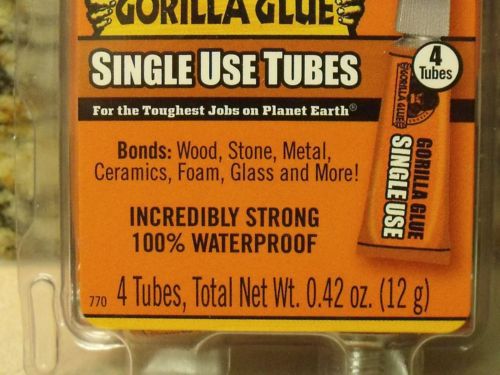 GORILLA GLUE
SINGLE USE TUBES
4
Tubes
For the Toughest Jobs on Planet Earth®
GORILLA GLUE
GORILLA GLUE
SINGLE USE
Bonds: Wood, Stone, Metal,
Ceramics, Foam, Glass and More!
INCREDIBLY STRONG
100% WATERPROOF
770 4 Tubes, Total Net Wt. 0.42 oz. (12 g)